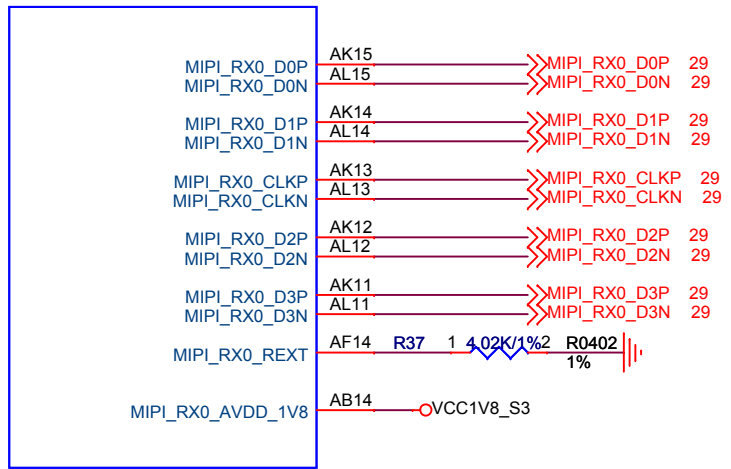 MIPI_RX0_D0P AK15 MIPI_RX0_D0P 29
MIPI_RX0_D0N AL15 MIPI_RX0_D0N 29
MIPI_RX0_D1P AK14 MIPI_RX0_D1P 29
MIPI_RX0_D1N AL14 MIPI_RX0_D1N 29
MIPI_RX0_CLKP AK13 MIPI_RX0_CLKP 29
MIPI_RX0_CLKN AL13 MIPI_RX0_CLKN 29
MIPI_RX0_D2P AK12 MIPI_RX0_D2P 29
MIPI_RX0_D2N AL12 MIPI_RX0_D2N 29
MIPI_RX0_D3P AK11 MIPI_RX0_D3P 29
MIPI_RX0_D3N AL11 MIPI_RX0_D3N 29
MIPI_RX0_REXT AF14 R37 1 4.02K/1% 2 R0402
1%
MIPI_RX0_AVDD_1V8 AB14 VCC1V8_S3